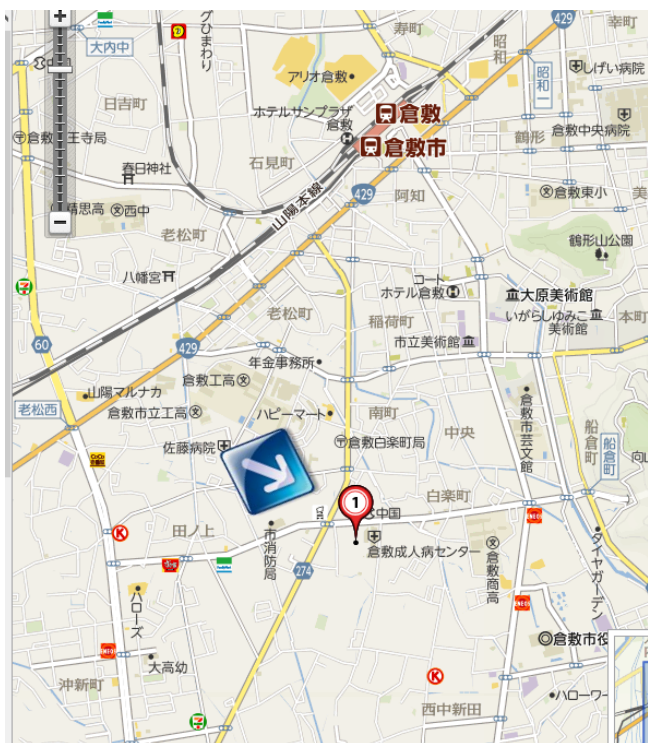 429
寿町
幸町
昭和
大内中
グひまわり
アリオ倉敷
昭和一
しげい病院
日吉町
ホテルサンプラザ
倉敷
倉敷
倉敷市
鶴形
倉敷中央病院
王寺局
石見町
春日神社
429
阿知
倉敷東小
美
精思高
西中
山陽本線
老松町
鶴形山公園
八幡宮
コート
ホテル倉敷
大原美術館
いがらしゆみこ
美術館
本町
老松町
稲荷町
市立美術館
60
429
年金事務所
倉敷工高
山陽マルナカ
老松西
倉敷市立工高
ハピーマート
南町
倉敷市芸文館
船倉町
船倉町
佐藤病院
倉敷白楽町局
中央
向山
白楽町
1
中国
ENEOS
K
田ノ上
市消防局
倉敷成人病センター
倉敷商高
タイヤガーデン
274
ハローズ
ENEOS
ENEOS
倉敷市役
大高幼
沖新町
K
西中新田
ハローワー